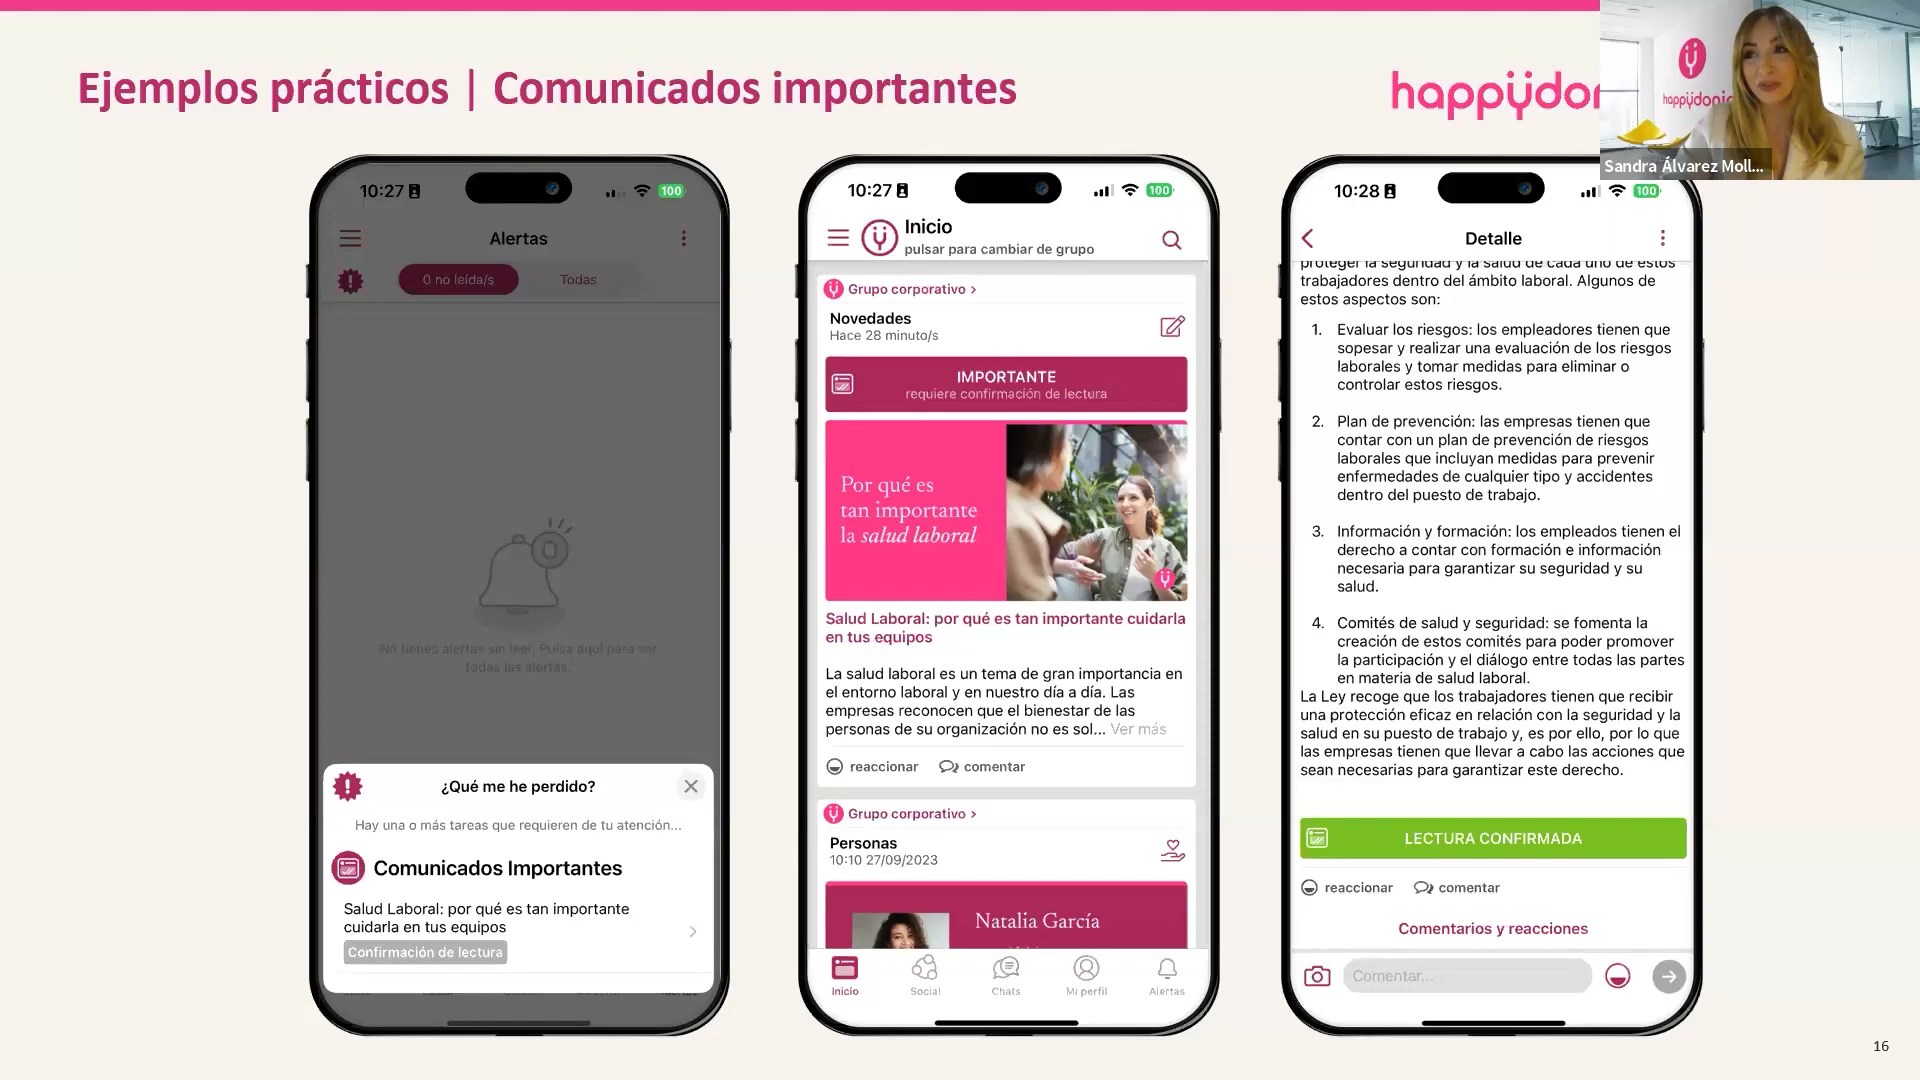 Ejemplos prácticos | Comunicados importantes
happÿdon
happÿdonia
Sandra Álvarez Moll...
10:27
100
Alertas
0 no leída/s
Todas
No tienes alertas sin leer. Pulsa aquí para ver
todas las alertas.
¿Qué me he perdido?
Hay una o más tareas que requieren de tu atención...
Comunicados Importantes
Salud Laboral: por qué es tan importante
cuidarla en tus equipos
Confirmación de lectura
10:27
100
Inicio
pulsar para cambiar de grupo
Grupo corporativo >
Novedades
Hace 28 minuto/s
IMPORTANTE
requiere confirmación de lectura
Por qué es
tan importante
la salud laboral
Salud Laboral: por qué es tan importante cuidarla
en tus equipos
La salud laboral es un tema de gran importancia en
el entorno laboral y en nuestro día a día. Las
empresas reconocen que el bienestar de las
personas de su organización no es sol... Ver más
reaccionar
comentar
Grupo corporativo >
Personas
10:10 27/09/2023
Natalia García
Inicio
Social
Chats
Mi perfil
Alertas
10:28
100
Detalle
proteger la seguridad y la salud de cada uno de estos
trabajadores dentro del ámbito laboral. Algunos de
estos aspectos son:
1. Evaluar los riesgos: los empleadores tienen que
sopesar y realizar una evaluación de los riesgos
laborales y tomar medidas para eliminar o
controlar estos riesgos.
2. Plan de prevención: las empresas tienen que
contar con un plan de prevención de riesgos
laborales que incluyan medidas para prevenir
enfermedades de cualquier tipo y accidentes
dentro del puesto de trabajo.
3. Información y formación: los empleados tienen el
derecho a contar con formación e información
necesaria para garantizar su seguridad y su
salud.
4. Comités de salud y seguridad: se fomenta la
creación de estos comités para poder promover
la participación y el diálogo entre todas las partes
en materia de salud laboral.
La Ley recoge que los trabajadores tienen que recibir
una protección eficaz en relación con la seguridad y la
salud en su puesto de trabajo y, es por ello, por lo que
las empresas tienen que llevar a cabo las acciones que
sean necesarias para garantizar este derecho.
LECTURA CONFIRMADA
reaccionar
comentar
Comentarios y reacciones
Comentar...
16